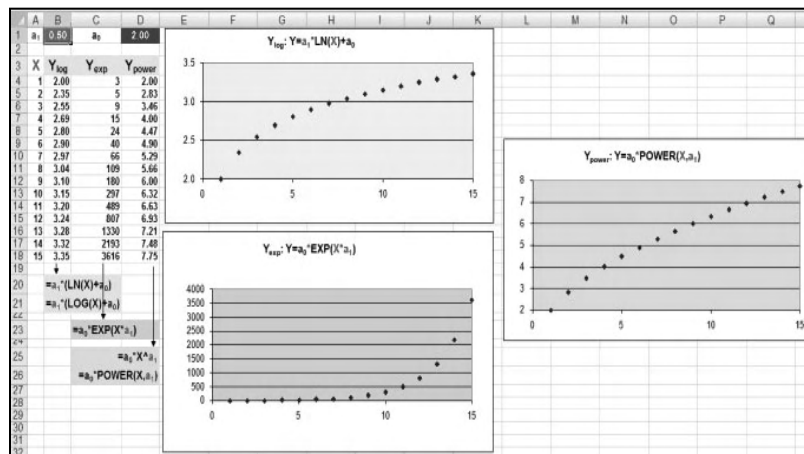 A B C D E F G H I J K L M N O P Q
1 a₁ 0.50 a₀ 2.00
2
3 X Ylog Yexp Ypower
4 1 2.00 3 2.00
5 2 2.35 5 2.83
6 3 2.55 9 3.46
7 4 2.69 15 4.00
8 5 2.80 24 4.47
9 6 2.90 40 4.90
10 7 2.97 66 5.29
11 8 3.04 109 5.66
12 9 3.10 180 6.00
13 10 3.15 297 6.32
14 11 3.20 489 6.63
15 12 3.24 807 6.93
16 13 3.28 1330 7.21
17 14 3.32 2193 7.48
18 15 3.35 3616 7.75
19
20 =a₁*(LN(X)+a₀)
21 =a₁*(LOG(X)+a₀)
22
23 =a₀*EXP(X*a₁)
24
25 =a₀*X^a₁
26 =a₀*POWER(X,a₁)
27
28
29
30
31
32
Ylog: Y=a₁*LN(X)+a₀
3.5
3.0
2.5
2.0
0 5 10 15
Yexp: Y=a₀*EXP(X*a₁)
4000
3500
3000
2500
2000
1500
1000
500
0
0 5 10 15
Ypower: Y=a₀*POWER(X,a₁)
8
7
6
5
4
3
2
0 5 10 15